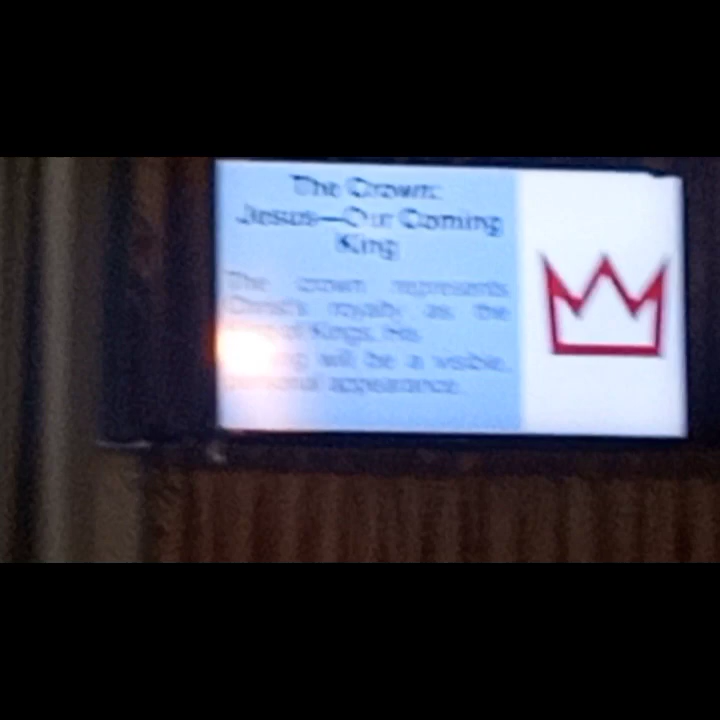 The Crown:
Jesus—Our Coming
King
The crown represents
Christ's royalty as the
of Kings. His
will be a visible,
personal appearance.